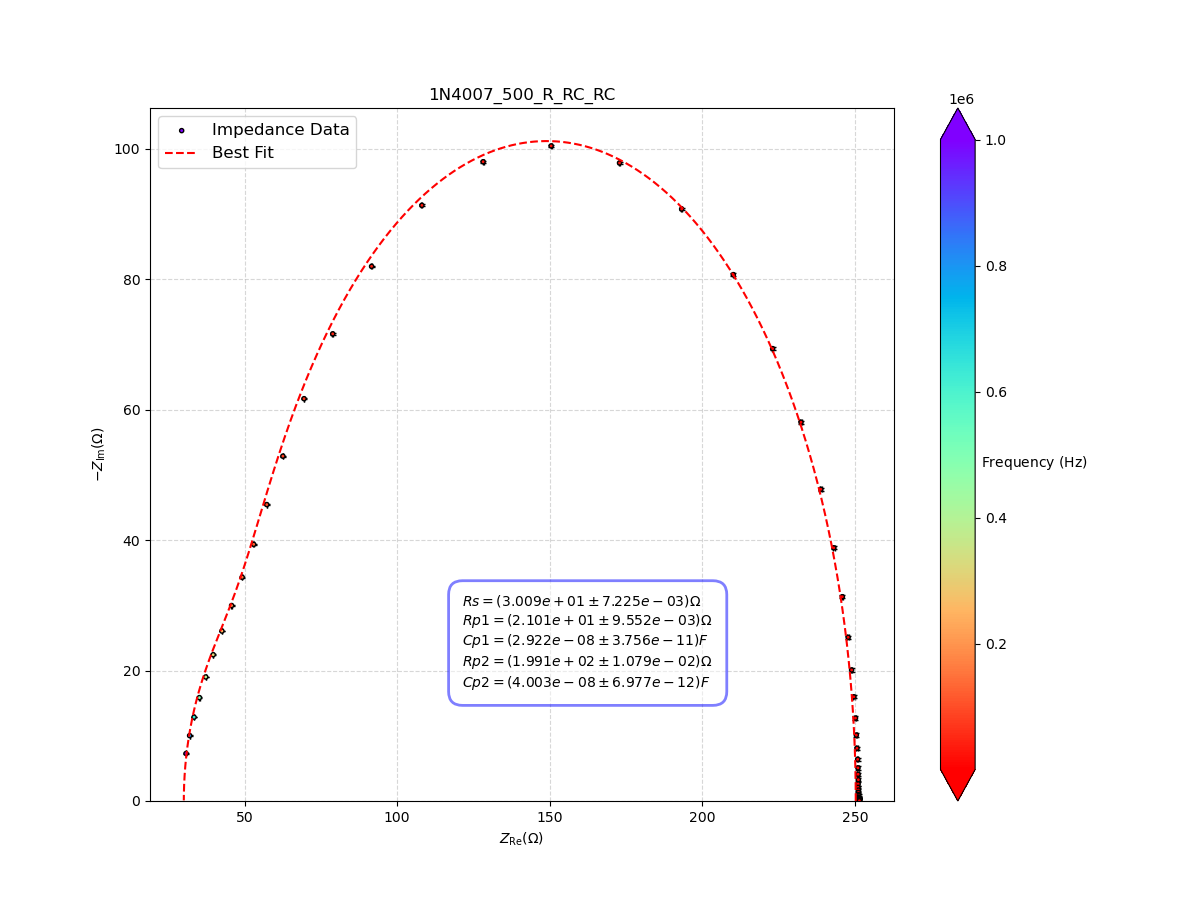 1N4007_500_R_RC_RC
1e6
Impedance Data
Best Fit
100
80
60
40
20
0
−Z_Im(Ω)
Rs = (3.009e + 01 ± 7.225e − 03)Ω
Rp1 = (2.101e + 01 ± 9.552e − 03)Ω
Cp1 = (2.922e − 08 ± 3.756e − 11)F
Rp2 = (1.991e + 02 ± 1.079e − 02)Ω
Cp2 = (4.003e − 08 ± 6.977e − 12)F
50 100 150 200 250
Z_Re(Ω)
1.0
0.8
0.6
0.4
0.2
Frequency (Hz)